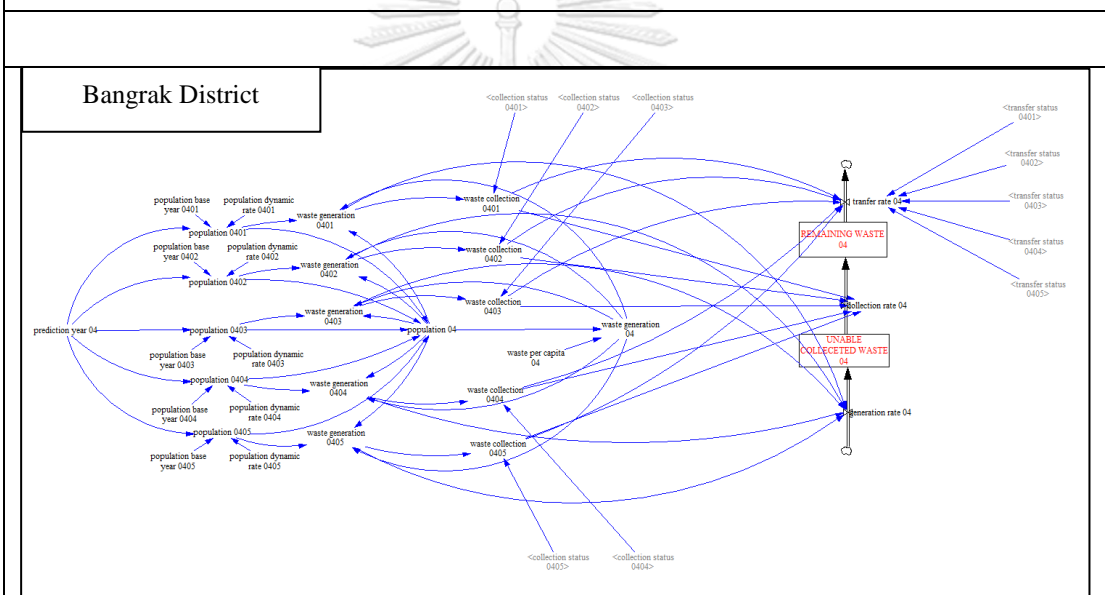 Bangrak District
<collection status
0401>
<collection status
0402>
<collection status
0403>
<transfer status
0401>
<transfer status
0402>
<transfer status
0403>
<transfer status
0404>
<transfer status
0405>
population base
year 0401
population dynamic
rate 0401
population 0401
waste generation
0401
waste collection
0401
tranfer rate 04
population base
year 0402
population dynamic
rate 0402
population 0402
waste generation
0402
waste collection
0402
REMAINING WASTE
04
waste generation
0403
waste collection
0403
collection rate 04
prediction year 04
population 0403
population 04
waste generation
04
population base
year 0403
population dynamic
rate 0403
waste per capita
04
UNABLE
COLLECETED WASTE
04
population 0404
waste generation
0404
waste collection
0404
population base
year 0404
population dynamic
rate 0404
generation rate 04
population 0405
waste generation
0405
waste collection
0405
population base
year 0405
population dynamic
rate 0405
<collection status
0405>
<collection status
0404>